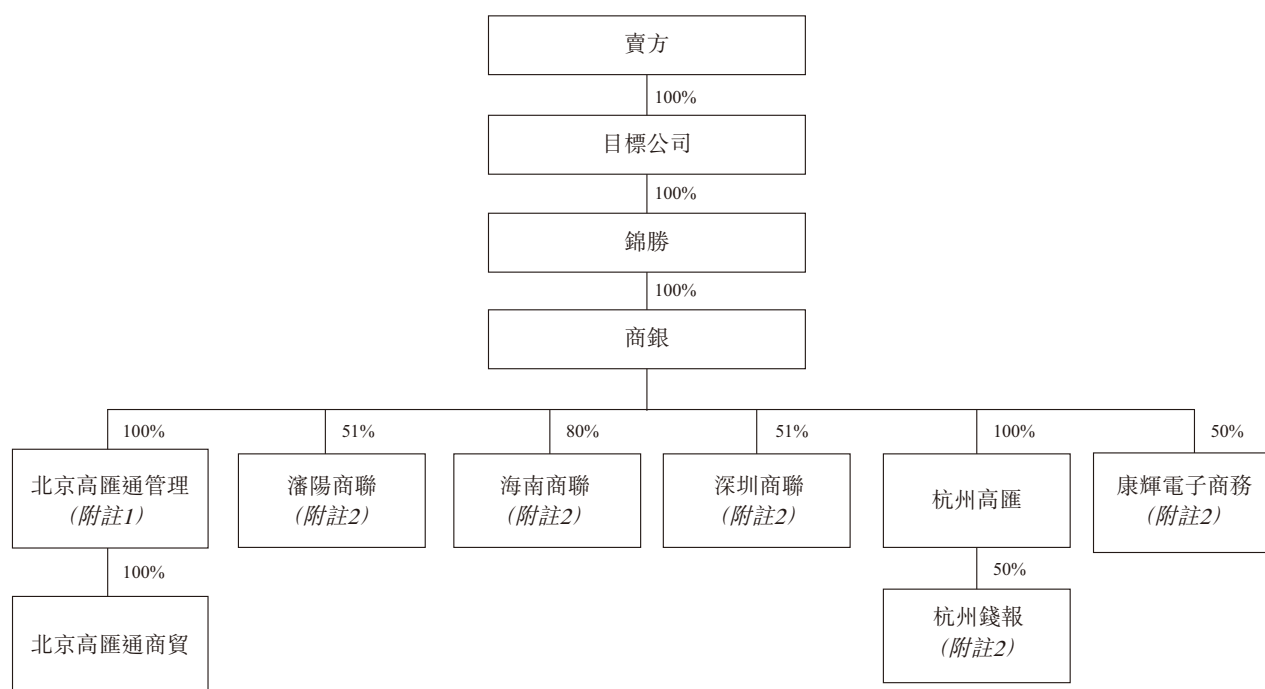 賣方
100%
目標公司
100%
錦勝
100%
商銀
100%
51%
80%
51%
100%
50%
北京高匯通管理
(附註1)
瀋陽商聯
(附註2)
海南商聯
(附註2)
深圳商聯
(附註2)
杭州高匯
康輝電子商務
(附註2)
100%
50%
北京高匯通商貿
杭州錢報
(附註2)